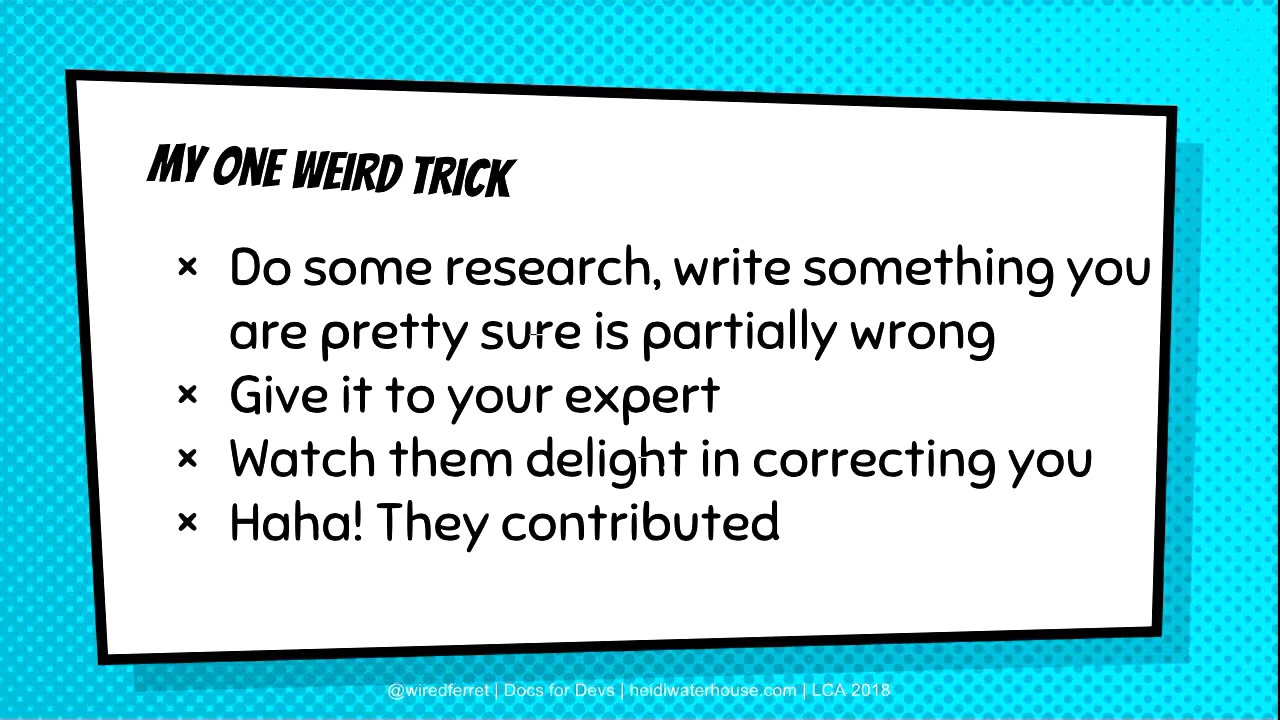 MY ONE WEIRD TRICK
× Do some research, write something you
are pretty sure is partially wrong
× Give it to your expert
× Watch them delight in correcting you
× Haha! They contributed
@wiredferret | Docs for Devs | heidiwaterhouse.com | LCA 2018